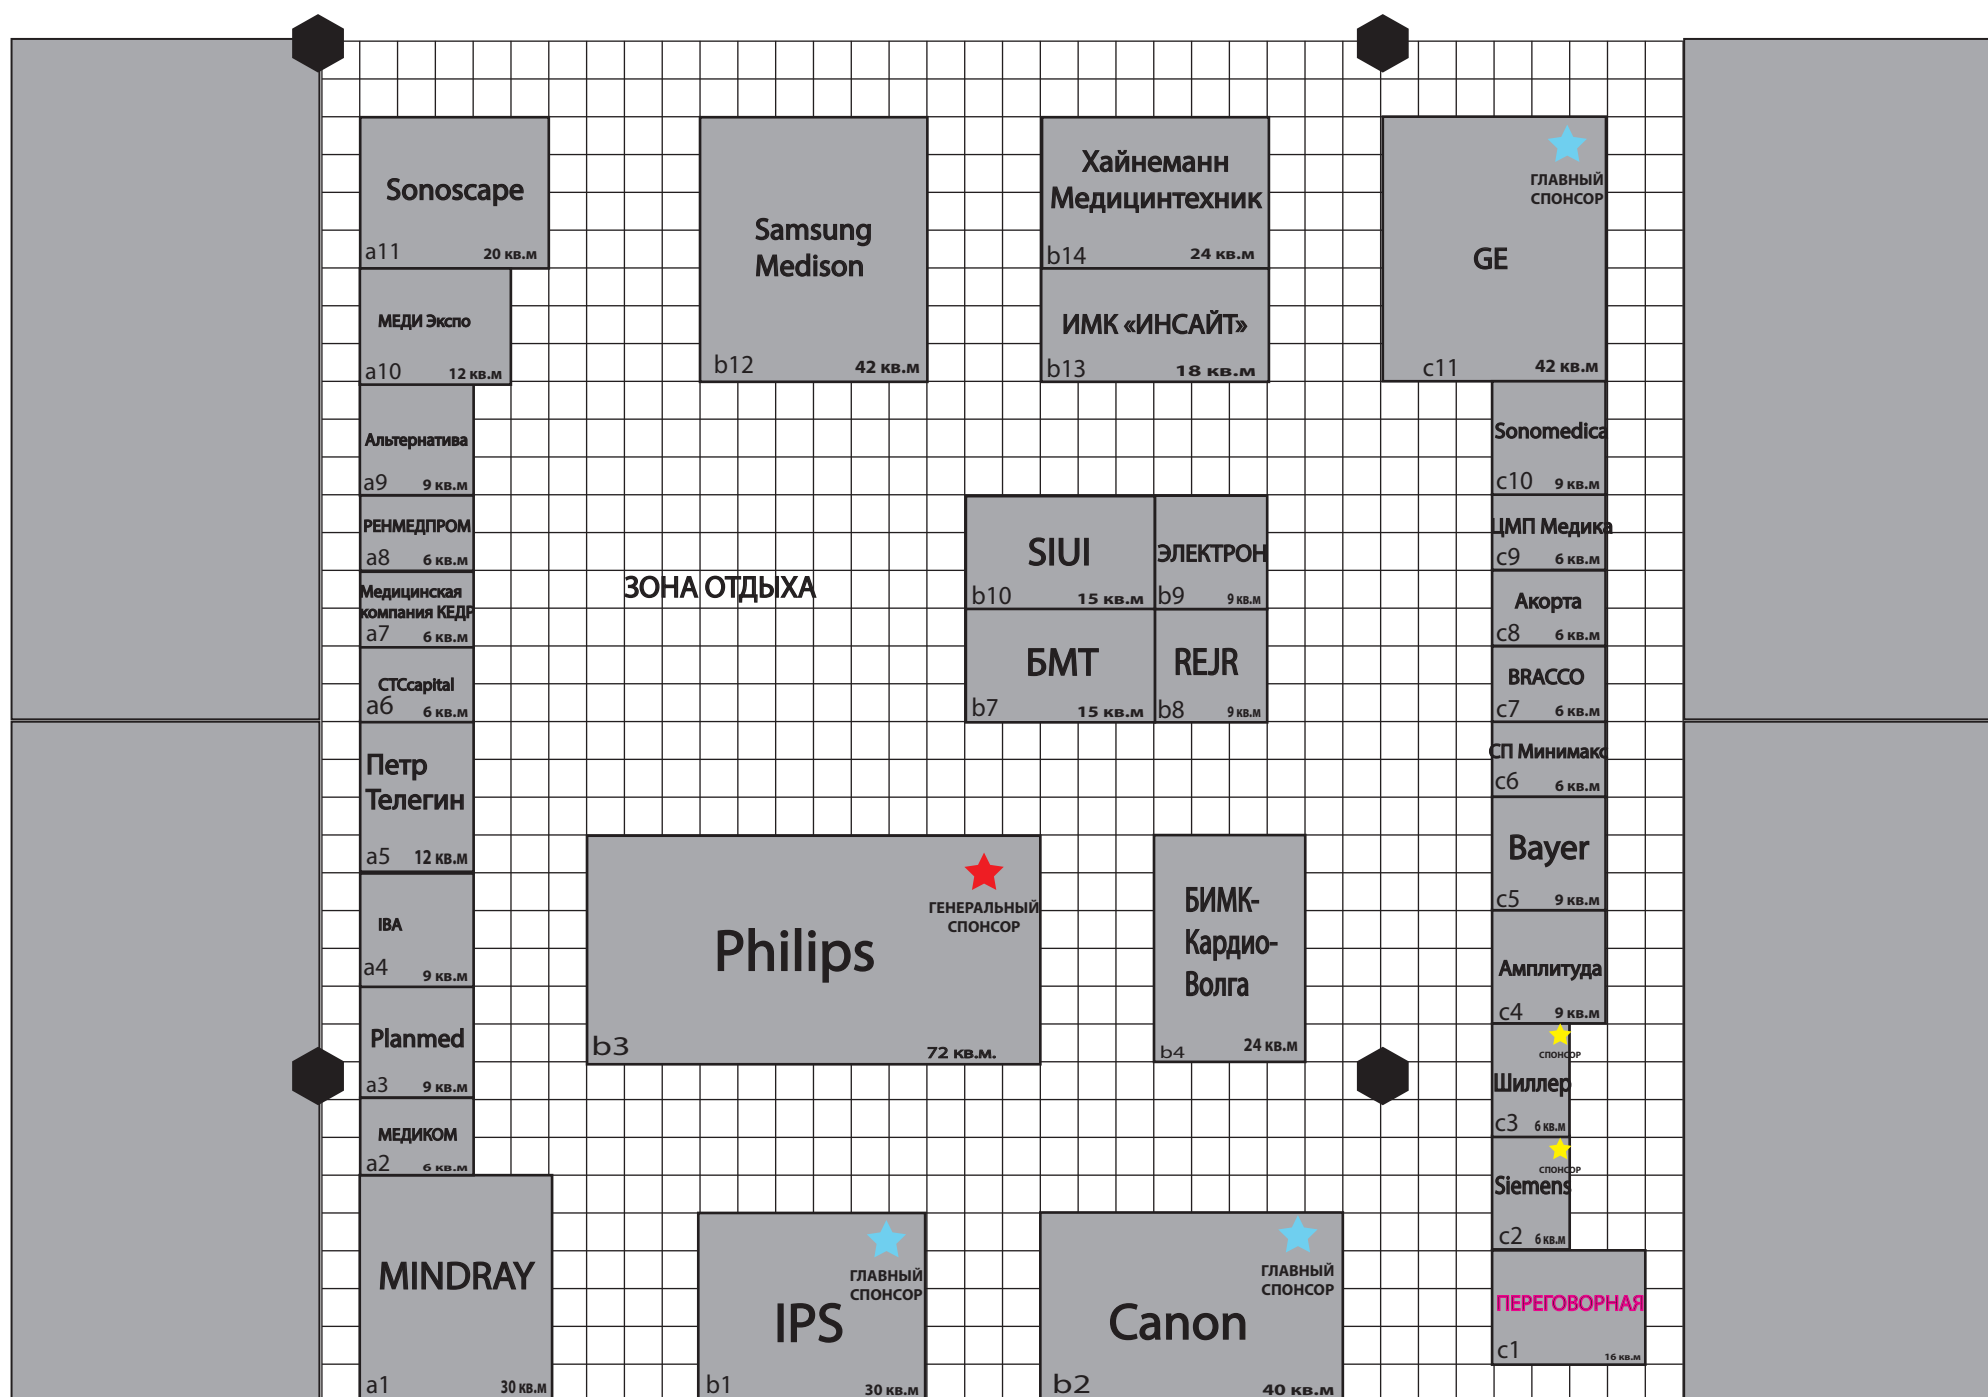 Sonoscape
a11 20 кв.м
МЕДИ Экспо
a10 12 кв.м
Альтернатива
a9 9 кв.м
РЕНМЕДПРОМ
a8 6 кв.м
Медицинская
компания КЕДР
a7 6 кв.м
СТСcapital
a6 6 кв.м
Петр
Телегин
a5 12 кв.м
IBA
a4 9 кв.м
Planmed
a3 9 кв.м
МЕДИКОМ
a2 6 кв.м
MINDRAY
a1 30 кв.м
Samsung
Medison
b12 42 кв.м
Хайнеманн
Медицинтехник
b14 24 кв.м
ИМК «ИНСАЙТ»
b13 18 кв.м
ЗОНА ОТДЫХА
SIUI
b10 15 кв.м
ЭЛЕКТРОН
b9 9 кв.м
БМТ
b7 15 кв.м
REJR
b8 9 кв.м
ГЕНЕРАЛЬНЫЙ
СПОНСОР
Philips
b3 72 кв.м.
БИМК-
Кардио-
Волга
b4 24 кв.м
ГЛАВНЫЙ
СПОНСОР
IPS
b1 30 кв.м
ГЛАВНЫЙ
СПОНСОР
Canon
b2 40 кв.м
ГЛАВНЫЙ
СПОНСОР
GE
c11 42 кв.м
Sonomedica
c10 9 кв.м
ЦМП Медика
c9 6 кв.м
Акорта
c8 6 кв.м
BRACCO
c7 6 кв.м
СП Минимакс
c6 6 кв.м
Bayer
c5 9 кв.м
Амплитуда
c4 9 кв.м
СПОНСОР
Шиллер
c3 6 кв.м
СПОНСОР
Siemens
c2 6 кв.м
ПЕРЕГОВОРНАЯ
c1 16 кв.м